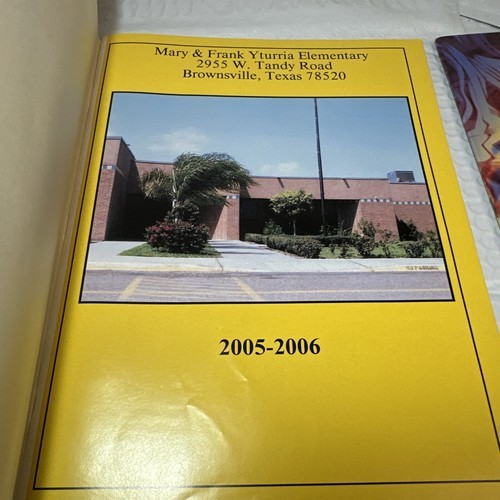 Mary & Frank Yturria Elementary
2955 W. Tandy Road
Brownsville, Texas 78520
2005-2006